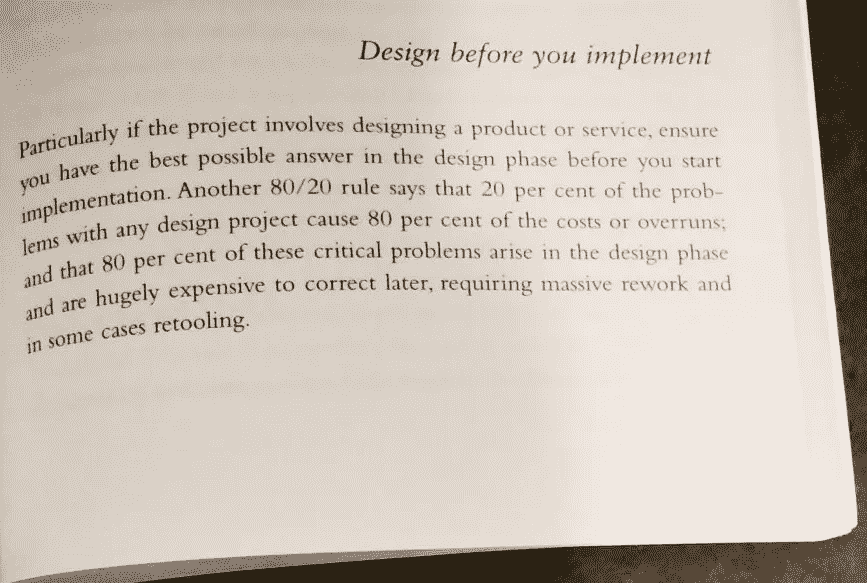 Design before you implement
Particularly if the project involves designing a product or service, ensure
you have the best possible answer in the design phase before you start
implementation. Another 80/20 rule says that 20 per cent of the prob-
lems with any design project cause 80 per cent of the costs or overruns;
and that 80 per cent of these critical problems arise in the design phase
and are hugely expensive to correct later, requiring massive rework and
in some cases retooling.